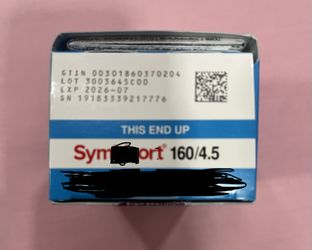 GTIN 00301860370204
LOT 3003645C00
EXP 2026-07
SN 19183339217776
THIS END UP
160/4.5